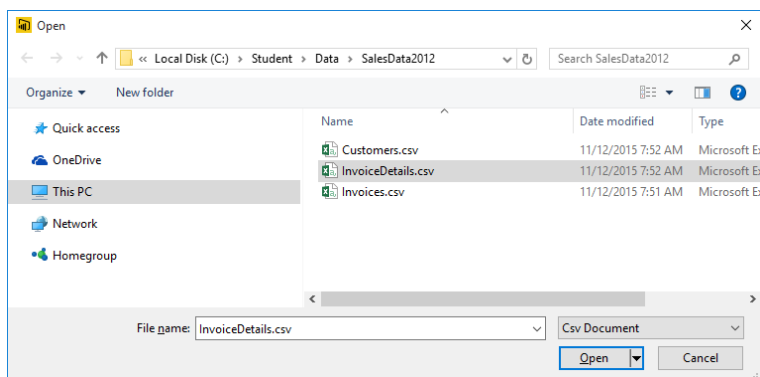 Open
« Local Disk (C:) › Student › Data › SalesData2012
Search SalesData2012
Organize
New folder
Name
Date modified
Type
Quick access
OneDrive
This PC
Network
Homegroup
Customers.csv 11/12/2015 7:52 AM Microsoft E
InvoiceDetails.csv 11/12/2015 7:52 AM Microsoft E
Invoices.csv 11/12/2015 7:51 AM Microsoft E
File name: InvoiceDetails.csv
Csv Document
Open
Cancel